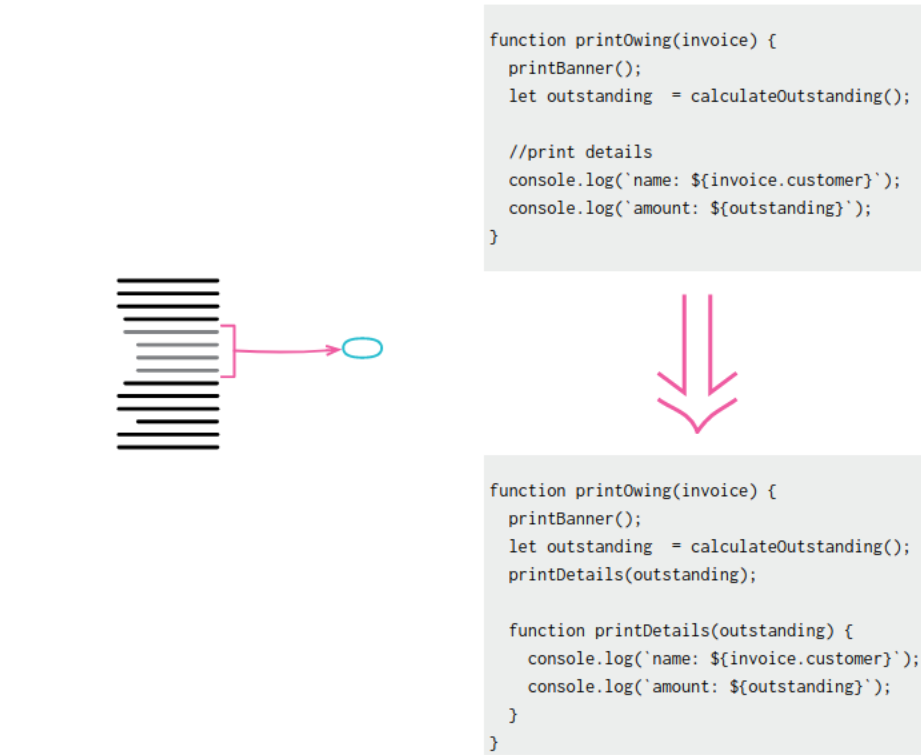 function printOwing(invoice) {
  printBanner();
  let outstanding  = calculateOutstanding();

  //print details
  console.log(`name: ${invoice.customer}`);
  console.log(`amount: ${outstanding}`);
}

function printOwing(invoice) {
  printBanner();
  let outstanding  = calculateOutstanding();
  printDetails(outstanding);

  function printDetails(outstanding) {
    console.log(`name: ${invoice.customer}`);
    console.log(`amount: ${outstanding}`);
  }
}